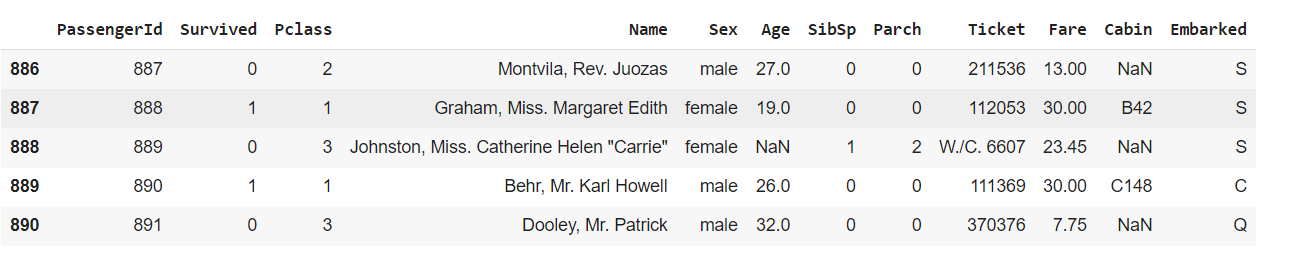 PassengerId Survived Pclass Name Sex Age SibSp Parch Ticket Fare Cabin Embarked
886 887 0 2 Montvila, Rev. Juozas male 27.0 0 0 211536 13.00 NaN S
887 888 1 1 Graham, Miss. Margaret Edith female 19.0 0 0 112053 30.00 B42 S
888 889 0 3 Johnston, Miss. Catherine Helen "Carrie" female NaN 1 2 W./C. 6607 23.45 NaN S
889 890 1 1 Behr, Mr. Karl Howell male 26.0 0 0 111369 30.00 C148 C
890 891 0 3 Dooley, Mr. Patrick male 32.0 0 0 370376 7.75 NaN Q